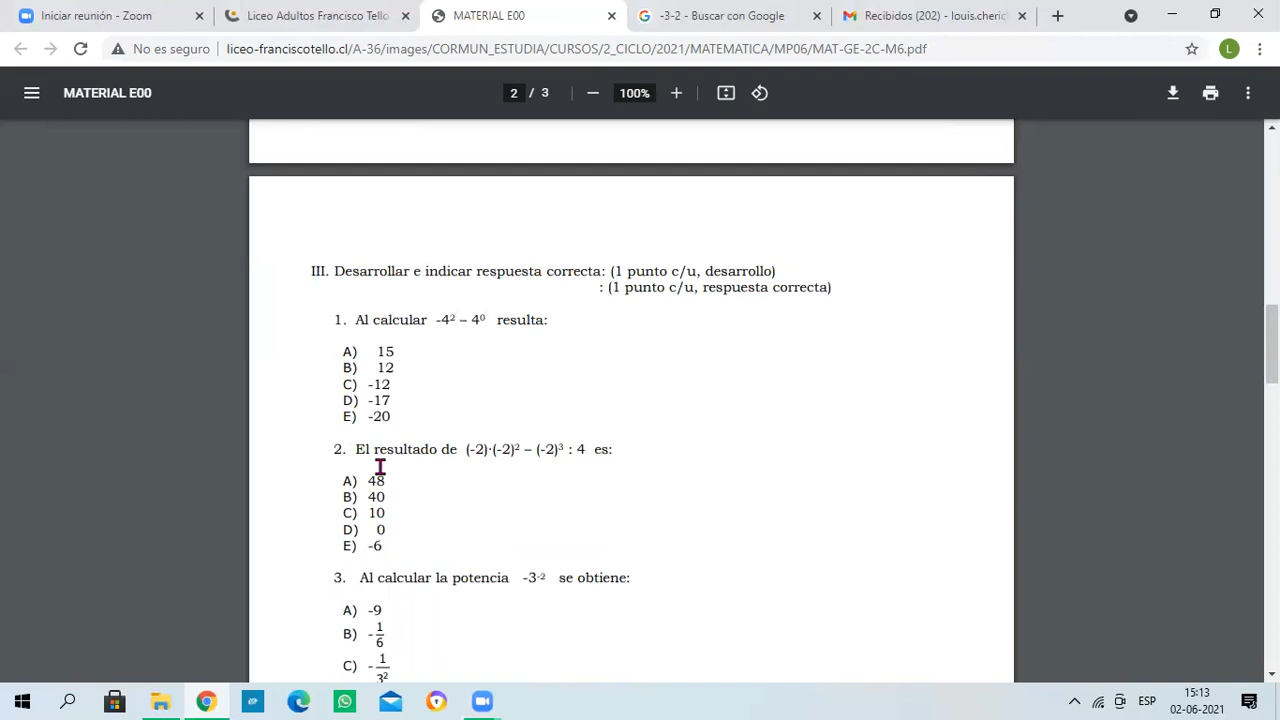 Iniciar reunión - Zoom
Liceo Adultos Francisco Tello
MATERIAL E00
-3-2 - Buscar con Google
Recibidos (202) - louis.cherich
No es seguro
liceo-franciscotello.cl/A-36/images/CORMUN_ESTUDIA/CURSOS/2_CICLO/2021/MATEMATICA/MP06/MAT-GE-2C-M6.pdf
L
MATERIAL E00
2 / 3
100%
III. Desarrollar e indicar respuesta correcta: (1 punto c/u, desarrollo)
: (1 punto c/u, respuesta correcta)
1. Al calcular -4² – 4⁰ resulta:
A) 15
B) 12
C) -12
D) -17
E) -20
2. El resultado de (-2)·(-2)² – (-2)³ : 4 es:
A) 48
B) 40
C) 10
D) 0
E) -6
3. Al calcular la potencia -3⁻² se obtiene:
A) -9
B) -1/6
C) -1/3²
ESP
15:13
02-06-2021